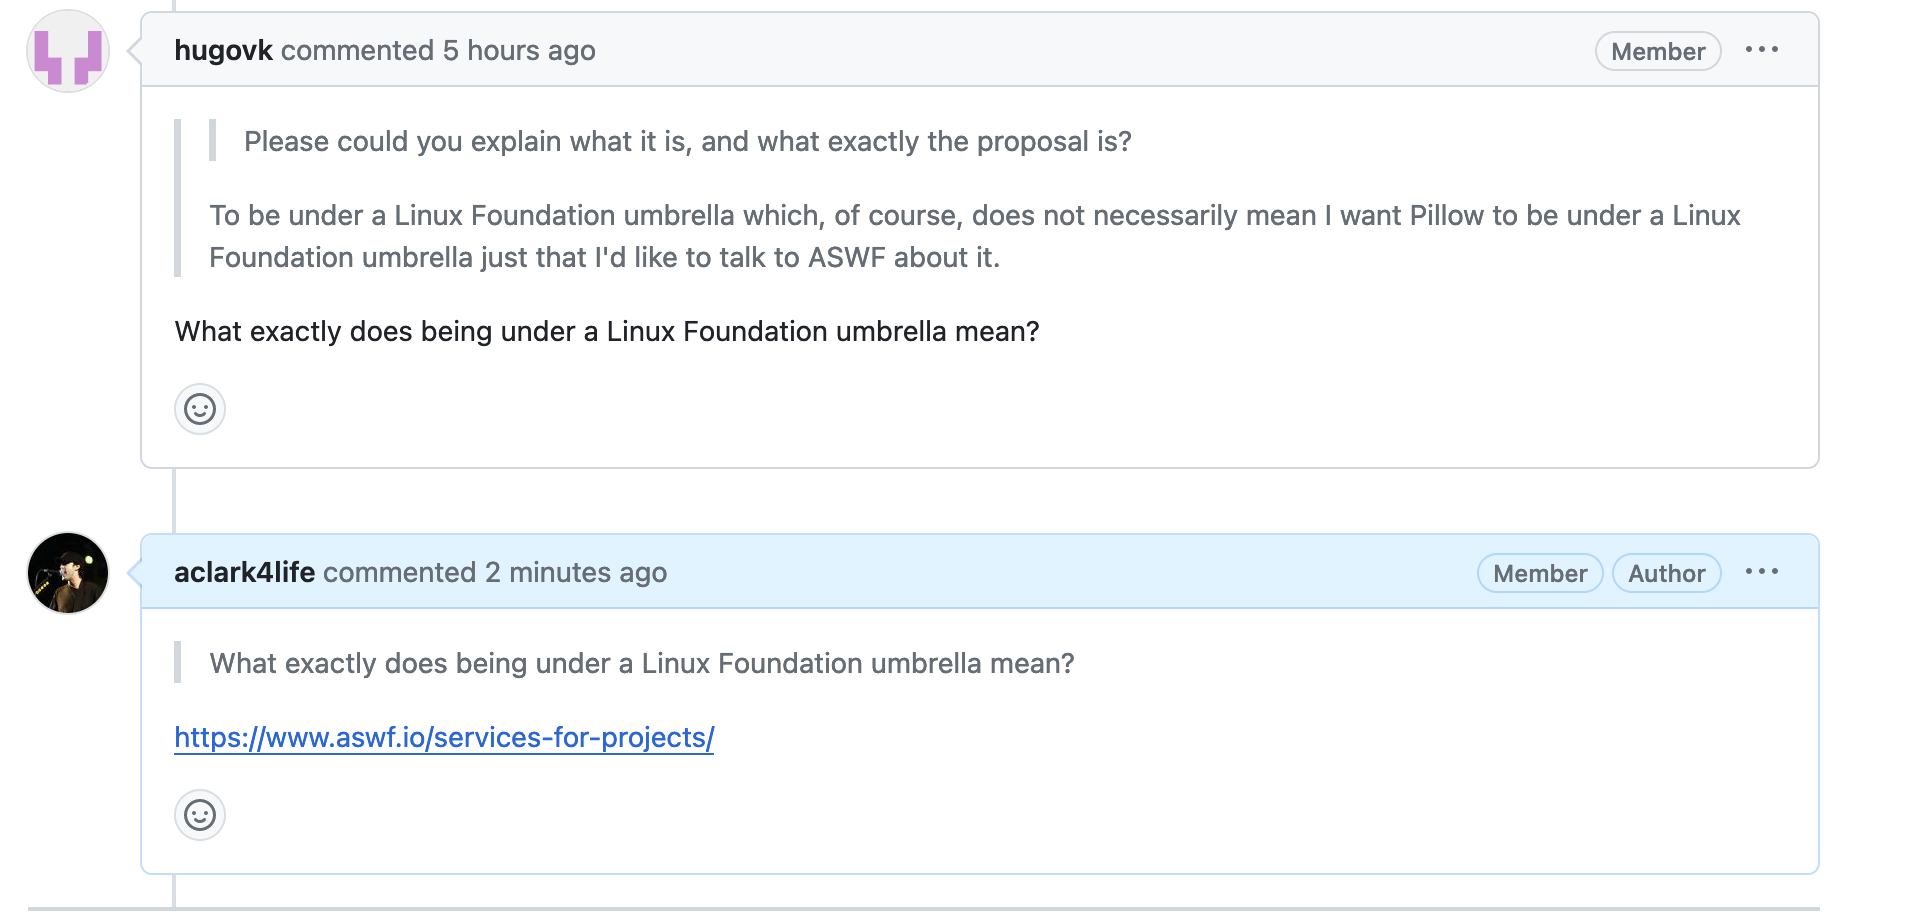 hugovk commented 5 hours ago
Member
Please could you explain what it is, and what exactly the proposal is?
To be under a Linux Foundation umbrella which, of course, does not necessarily mean I want Pillow to be under a Linux
Foundation umbrella just that I'd like to talk to ASWF about it.
What exactly does being under a Linux Foundation umbrella mean?
aclark4life commented 2 minutes ago
Member Author
What exactly does being under a Linux Foundation umbrella mean?
https://www.aswf.io/services-for-projects/